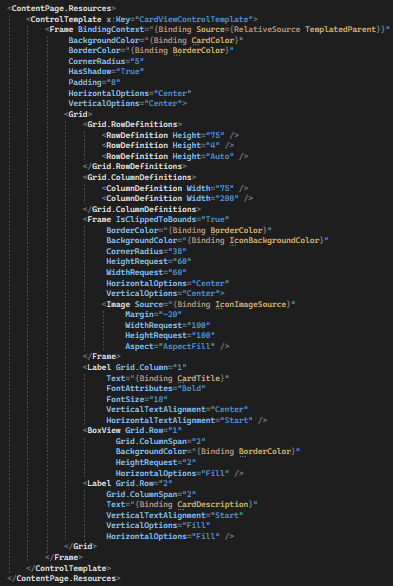 <ContentPage.Resources>
    <ControlTemplate x:Key="CardViewControlTemplate">
        <Frame BindingContext="{Binding Source={RelativeSource TemplatedParent}}"
               BackgroundColor="{Binding CardColor}"
               BorderColor="{Binding BorderColor}"
               CornerRadius="5"
               HasShadow="True"
               Padding="8"
               HorizontalOptions="Center"
               VerticalOptions="Center">
            <Grid>
                <Grid.RowDefinitions>
                    <RowDefinition Height="75" />
                    <RowDefinition Height="4" />
                    <RowDefinition Height="Auto" />
                </Grid.RowDefinitions>
                <Grid.ColumnDefinitions>
                    <ColumnDefinition Width="75" />
                    <ColumnDefinition Width="200" />
                </Grid.ColumnDefinitions>
                <Frame IsClippedToBounds="True"
                       BorderColor="{Binding BorderColor}"
                       BackgroundColor="{Binding IconBackgroundColor}"
                       CornerRadius="38"
                       HeightRequest="60"
                       WidthRequest="60"
                       HorizontalOptions="Center"
                       VerticalOptions="Center">
                    <Image Source="{Binding IconImageSource}"
                           Margin="-20"
                           WidthRequest="100"
                           HeightRequest="100"
                           Aspect="AspectFill" />
                </Frame>
                <Label Grid.Column="1"
                       Text="{Binding CardTitle}"
                       FontAttributes="Bold"
                       FontSize="18"
                       VerticalTextAlignment="Center"
                       HorizontalTextAlignment="Start" />
                <BoxView Grid.Row="1"
                         Grid.ColumnSpan="2"
                         BackgroundColor="{Binding BorderColor}"
                         HeightRequest="2"
                         HorizontalOptions="Fill" />
                <Label Grid.Row="2"
                       Grid.ColumnSpan="2"
                       Text="{Binding CardDescription}"
                       VerticalTextAlignment="Start"
                       VerticalOptions="Fill"
                       HorizontalOptions="Fill" />
            </Grid>
        </Frame>
    </ControlTemplate>
</ContentPage.Resources>